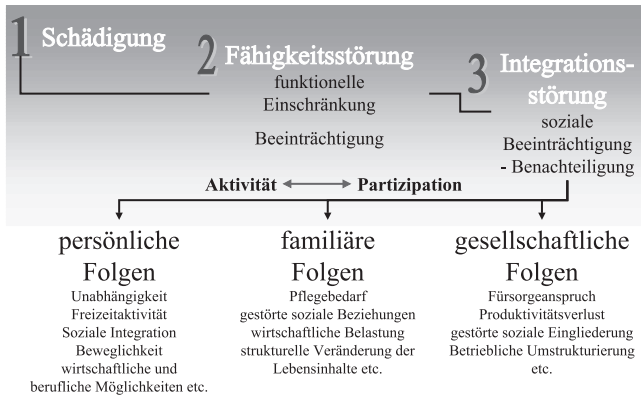 1 Schädigung
2 Fähigkeitsstörung
funktionelle
Einschränkung
Beeinträchtigung
3 Integrations-
störung
soziale
Beeinträchtigung
- Benachteiligung
Aktivität Partizipation
persönliche
Folgen
Unabhängigkeit
Freizeitaktivität
Soziale Integration
Beweglichkeit
wirtschaftliche und
berufliche Möglichkeiten etc.
familiäre
Folgen
Pflegebedarf
gestörte soziale Beziehungen
wirtschaftliche Belastung
strukturelle Veränderung der
Lebensinhalte etc.
gesellschaftliche
Folgen
Fürsorgeanspruch
Produktivitätsverlust
gestörte soziale Eingliederung
Betriebliche Umstrukturierung
etc.